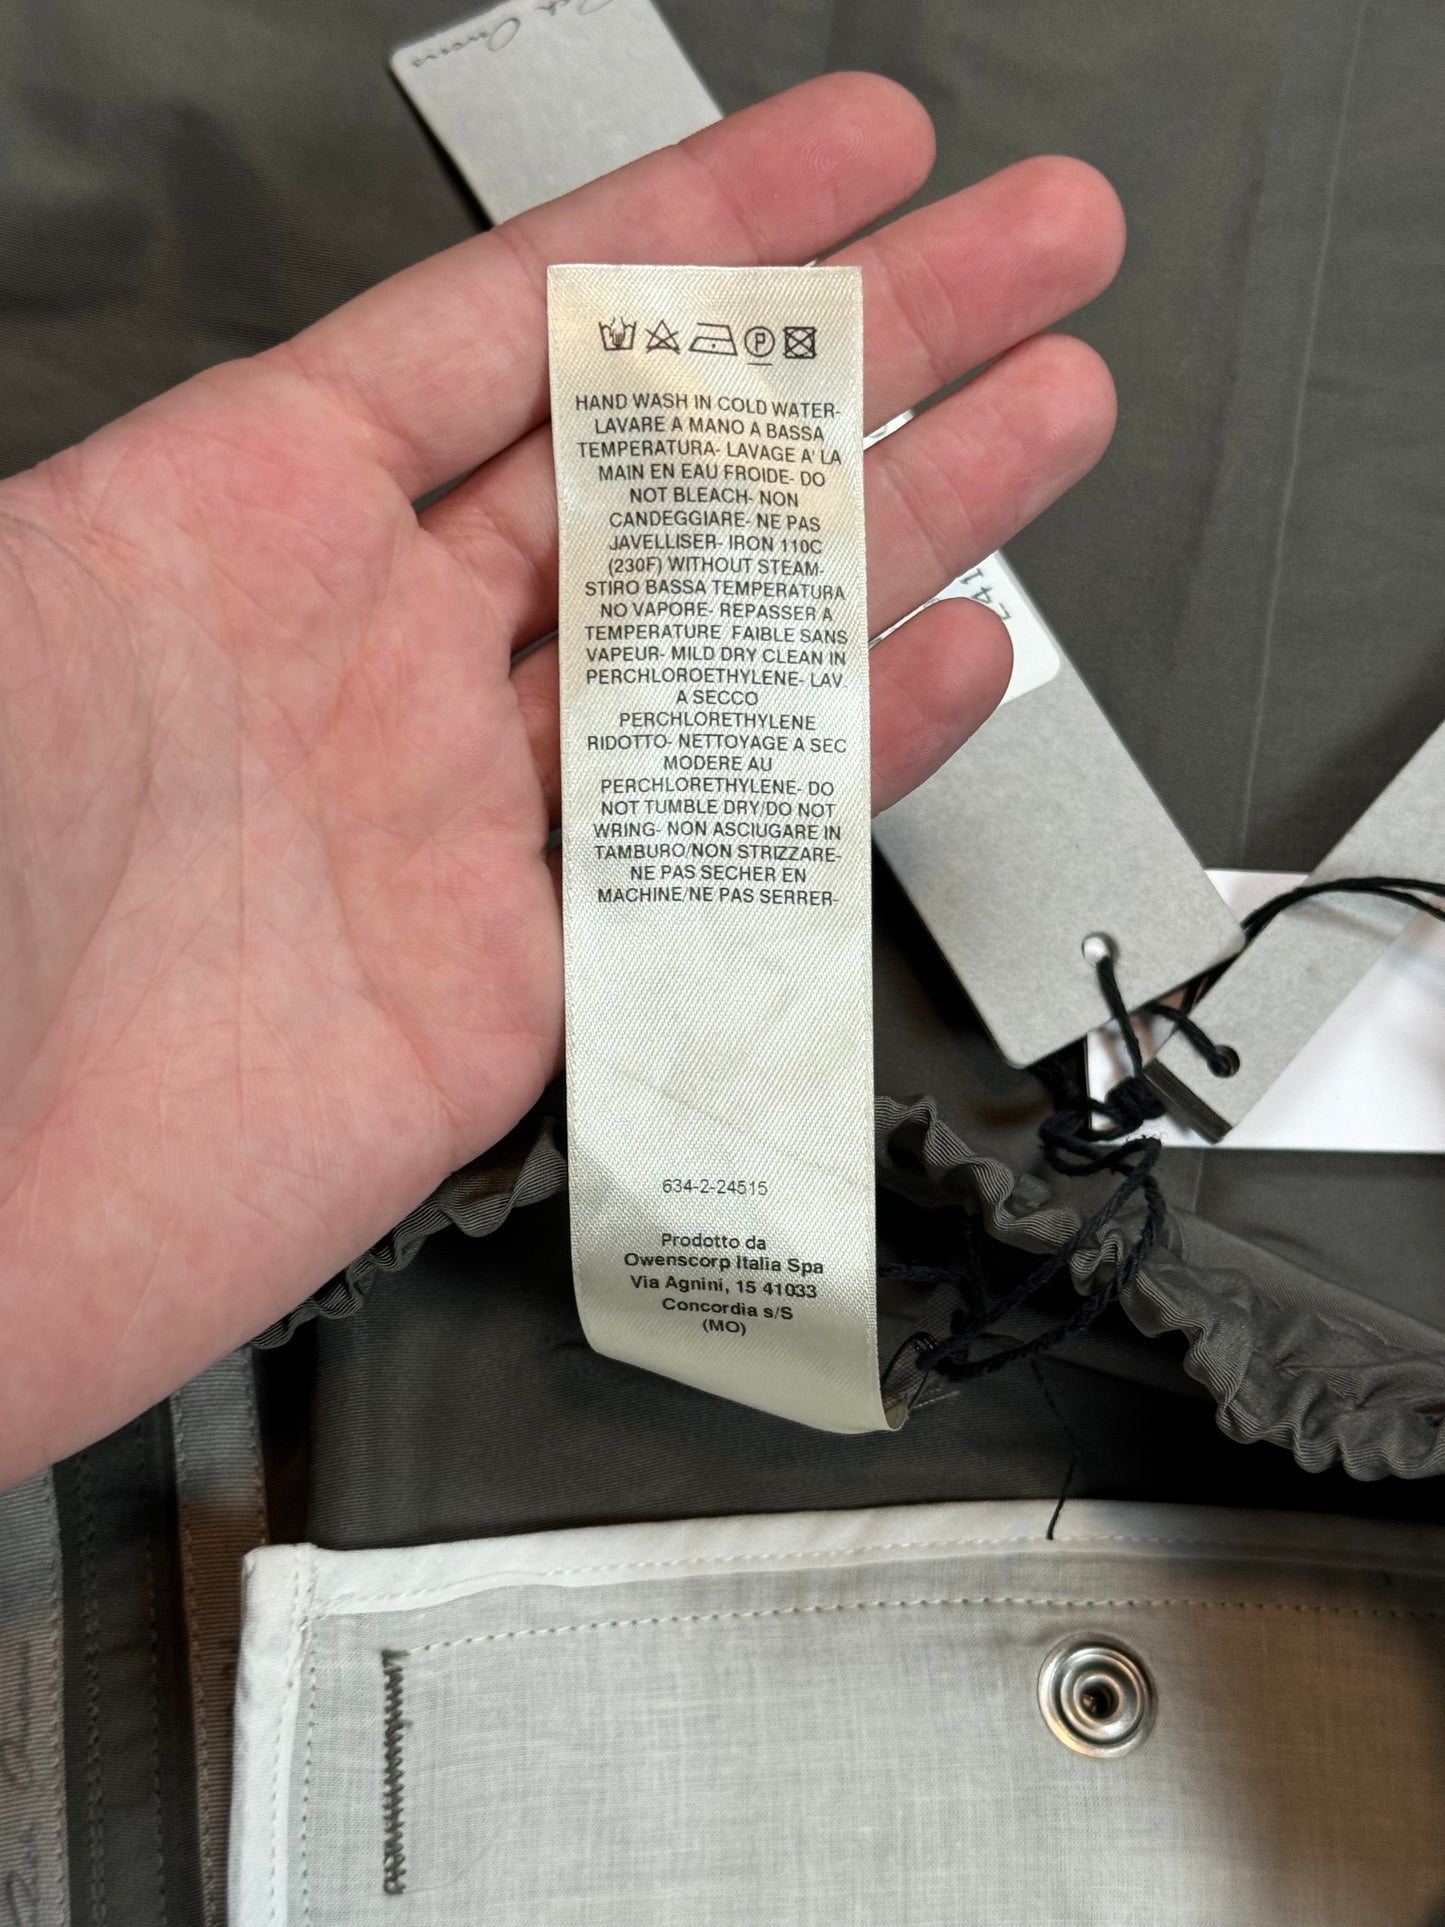 Rick Owens
P
HAND WASH IN COLD WATER-
LAVARE A MANO A BASSA
TEMPERATURA- LAVAGE A' LA
MAIN EN EAU FROIDE- DO
NOT BLEACH- NON
CANDEGGIARE- NE PAS
JAVELLISER- IRON 110C
(230F) WITHOUT STEAM-
STIRO BASSA TEMPERATURA
NO VAPORE- REPASSER A
TEMPERATURE FAIBLE SANS
VAPEUR- MILD DRY CLEAN IN
PERCHLOROETHYLENE- LAV.
A SECCO
PERCHLORETHYLENE
RIDOTTO- NETTOYAGE A SEC
MODERE AU
PERCHLORETHYLENE- DO
NOT TUMBLE DRY/DO NOT
WRING- NON ASCIUGARE IN
TAMBURO/NON STRIZZARE-
NE PAS SECHER EN
MACHINE/NE PAS SERRER-
634-2-24515
Prodotto da
Owenscorp Italia Spa
Via Agnini, 15 41033
Concordia s/S
(MO)